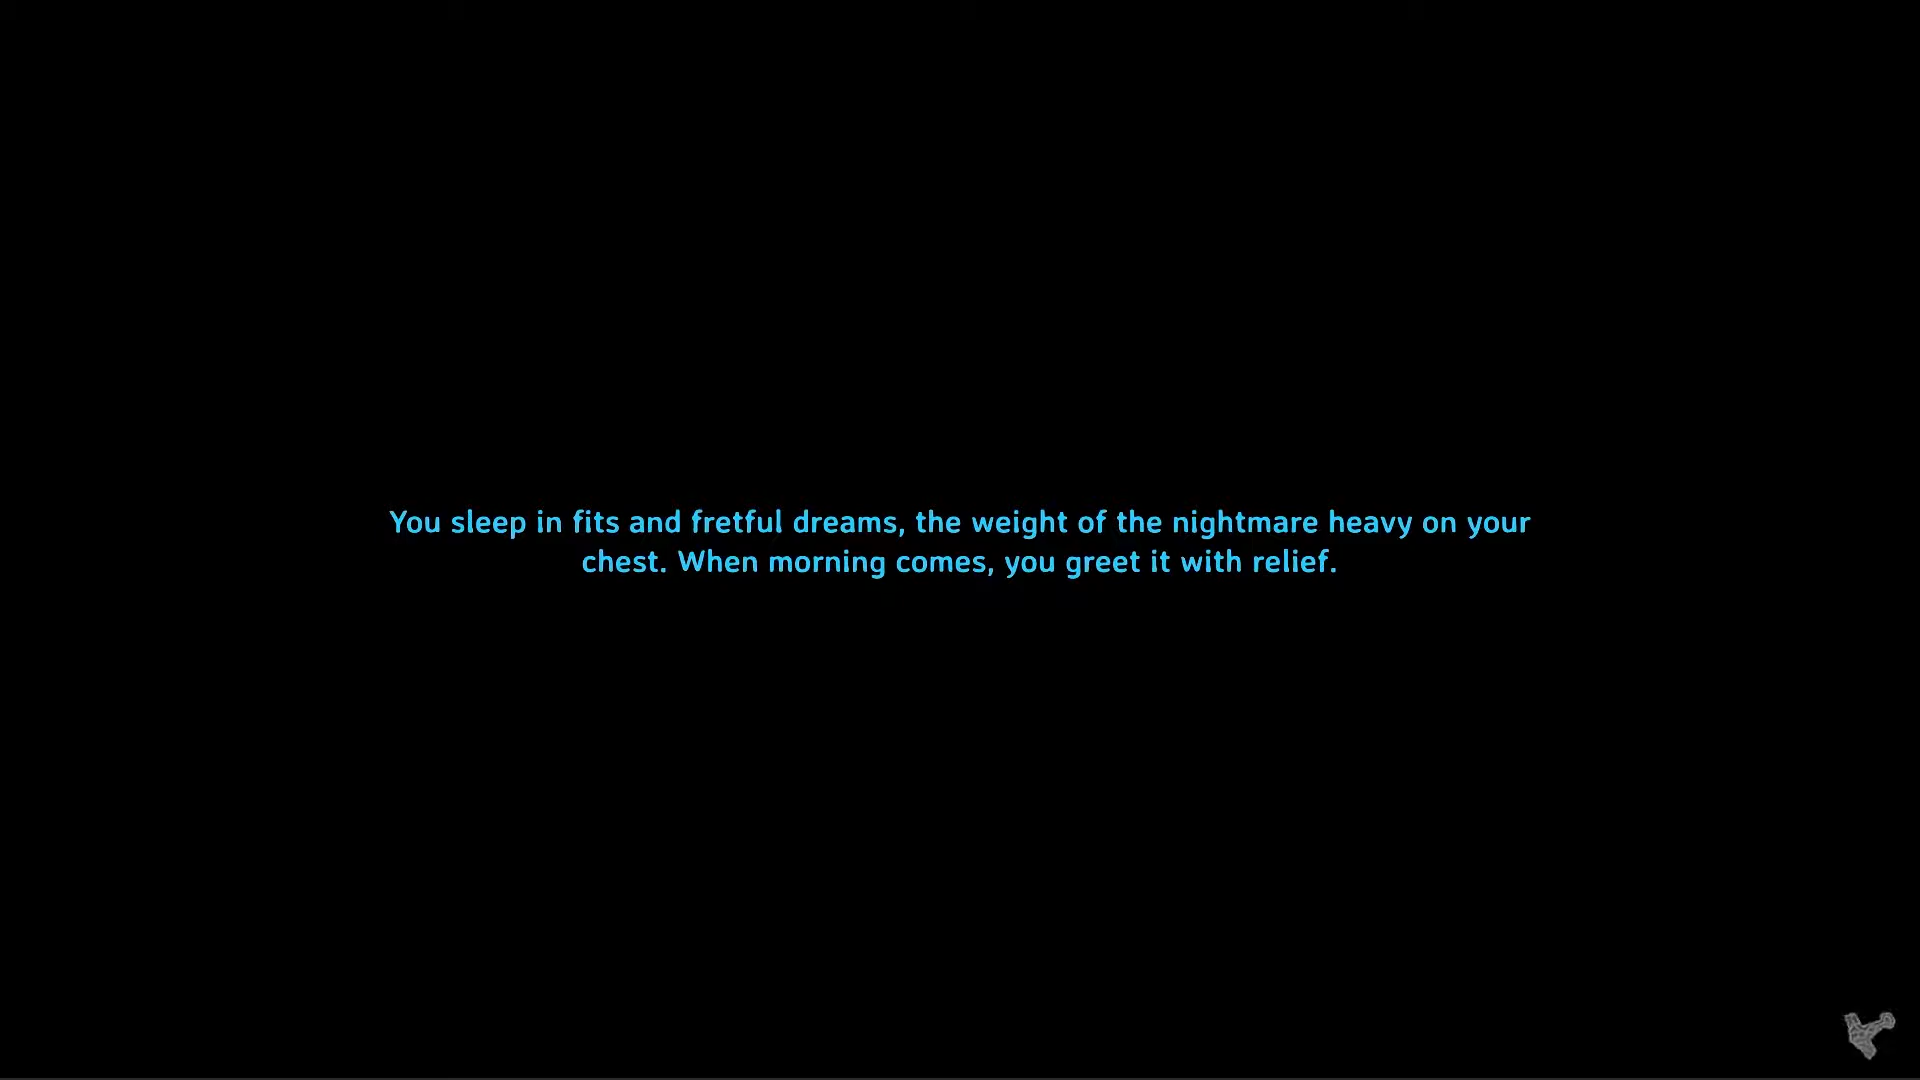 You sleep in fits and fretful dreams, the weight of the nightmare heavy on your
chest. When morning comes, you greet it with relief.